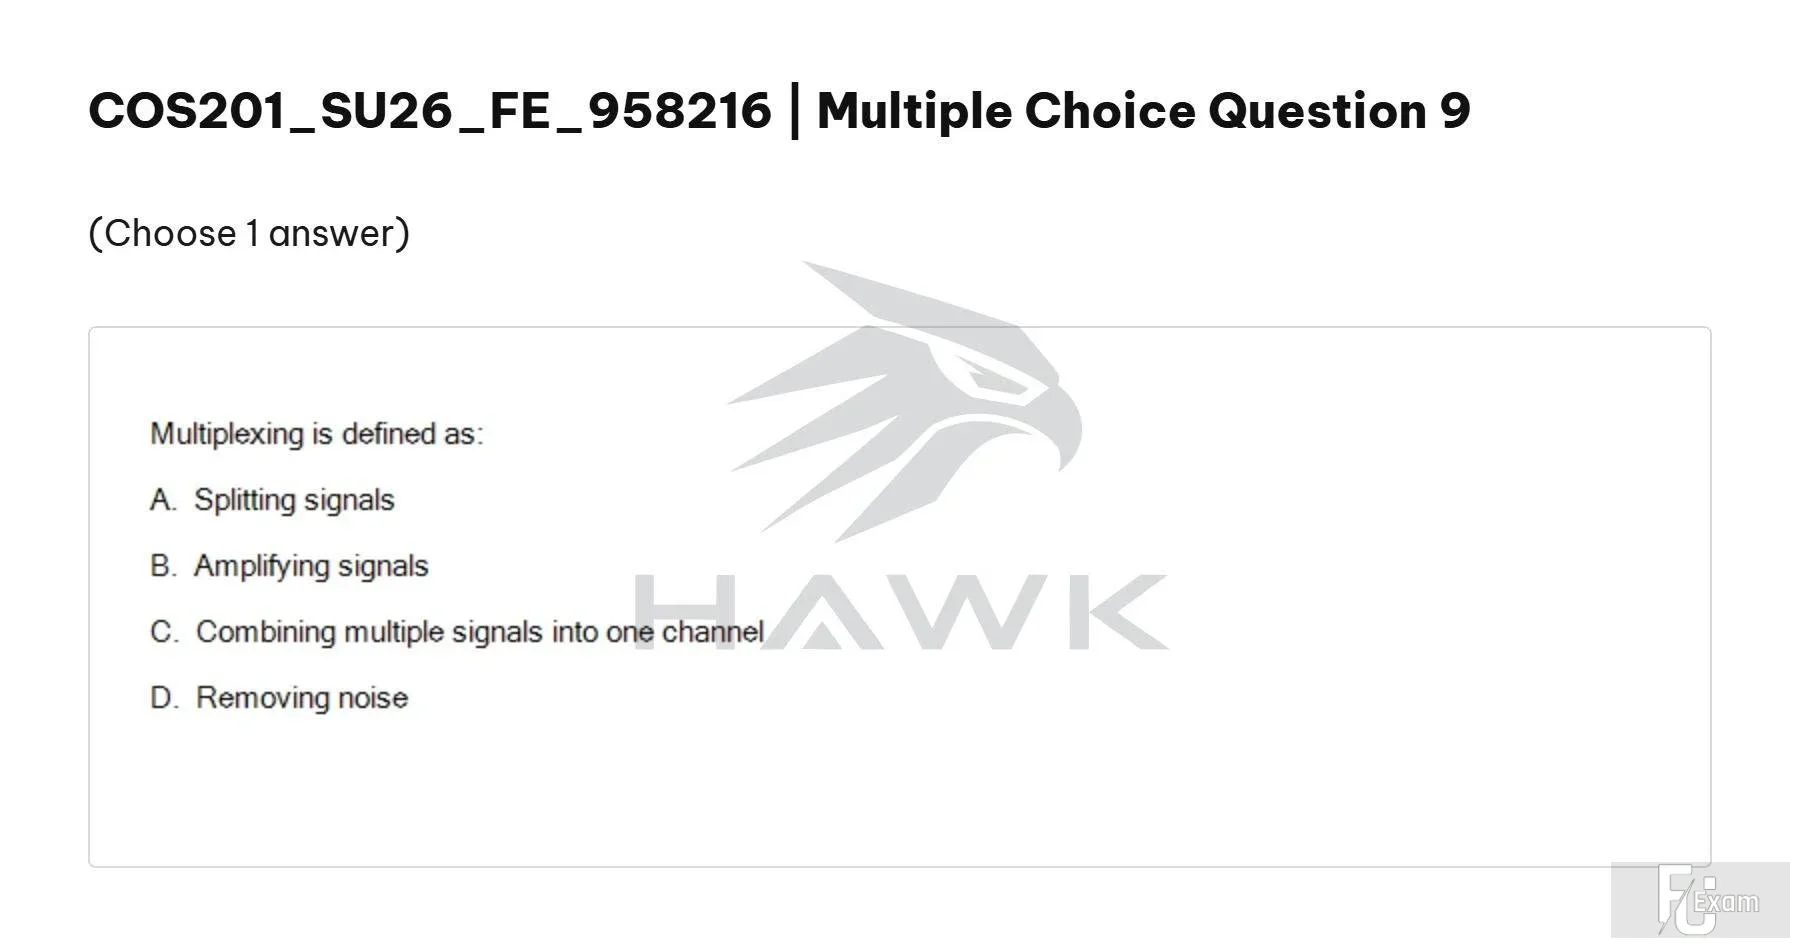 COS201_SU26_FE_958216 | Multiple Choice Question 9
(Choose 1 answer)
Multiplexing is defined as:
A. Splitting signals
B. Amplifying signals
C. Combining multiple signals into one channel
D. Removing noise
HAWK
FU Exam